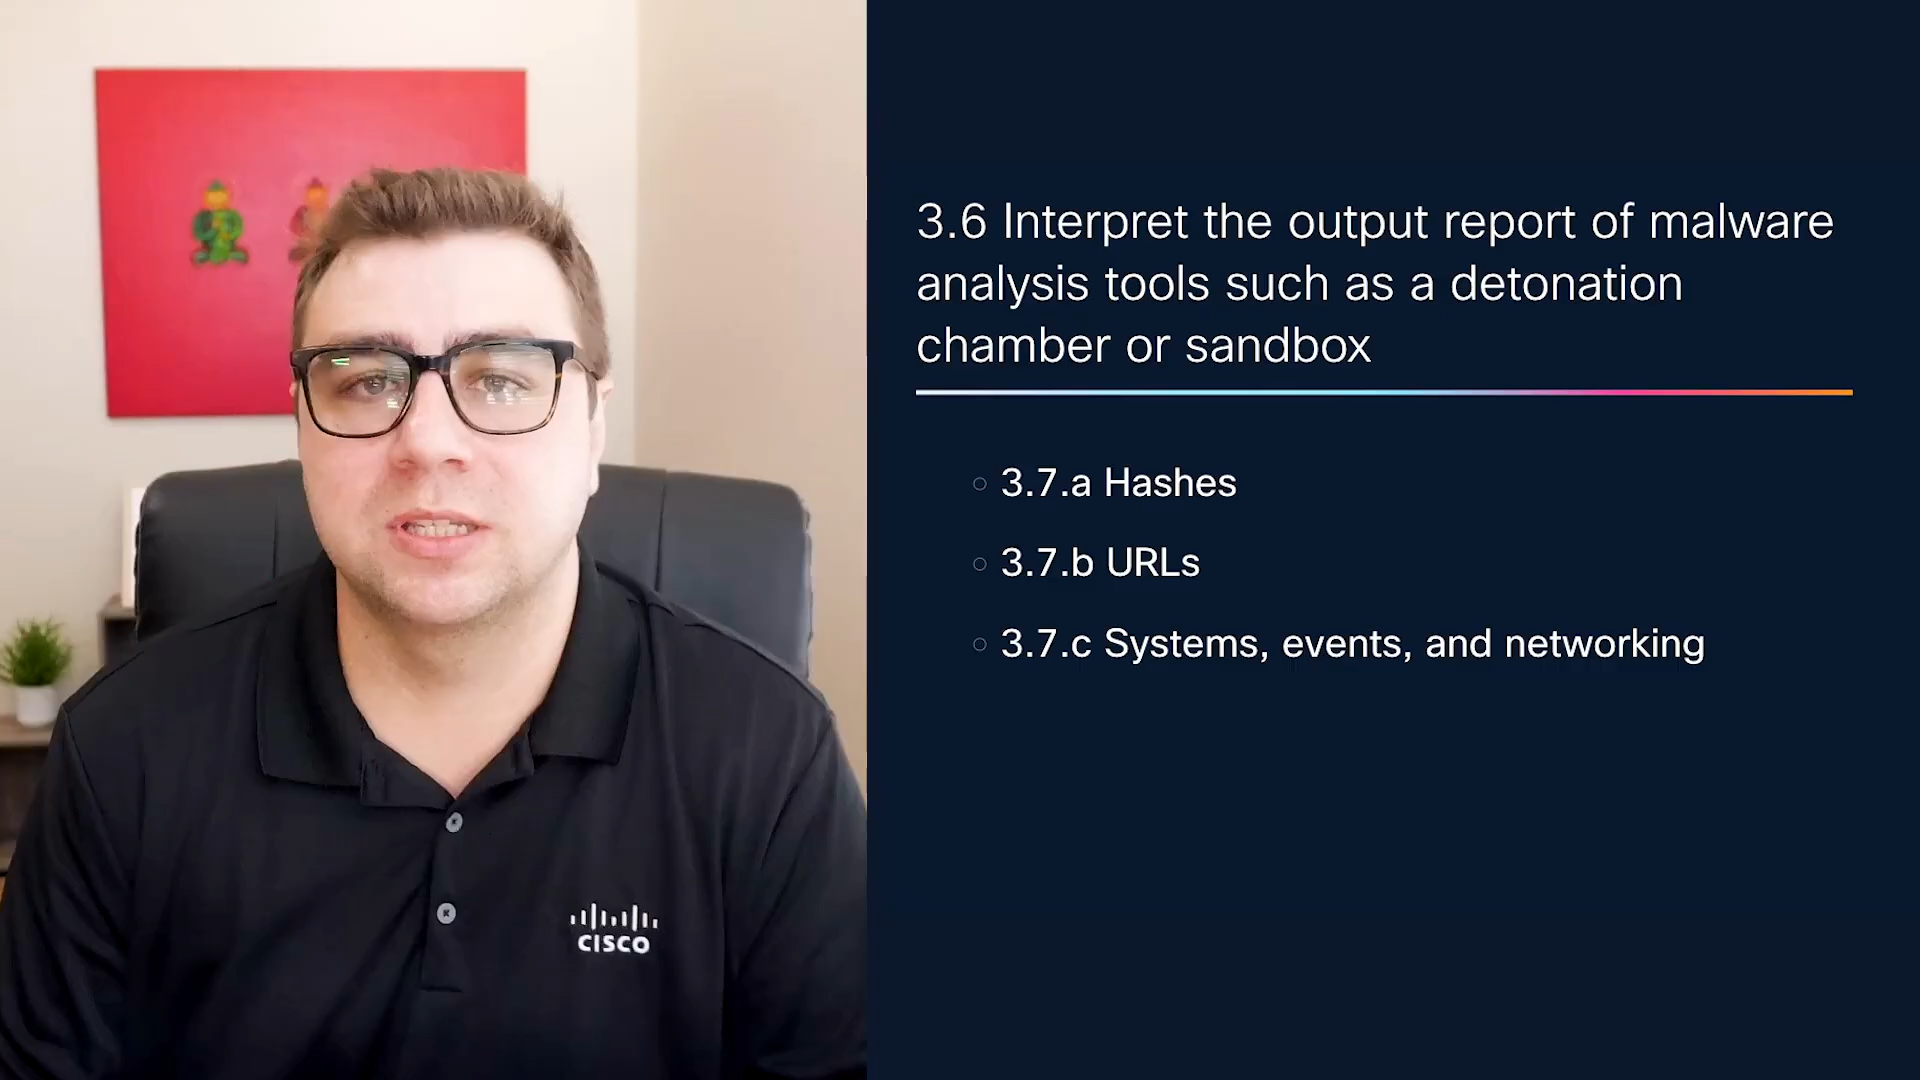 3.6 Interpret the output report of malware
analysis tools such as a detonation
chamber or sandbox
3.7.a Hashes
3.7.b URLs
3.7.c Systems, events, and networking
CISCO